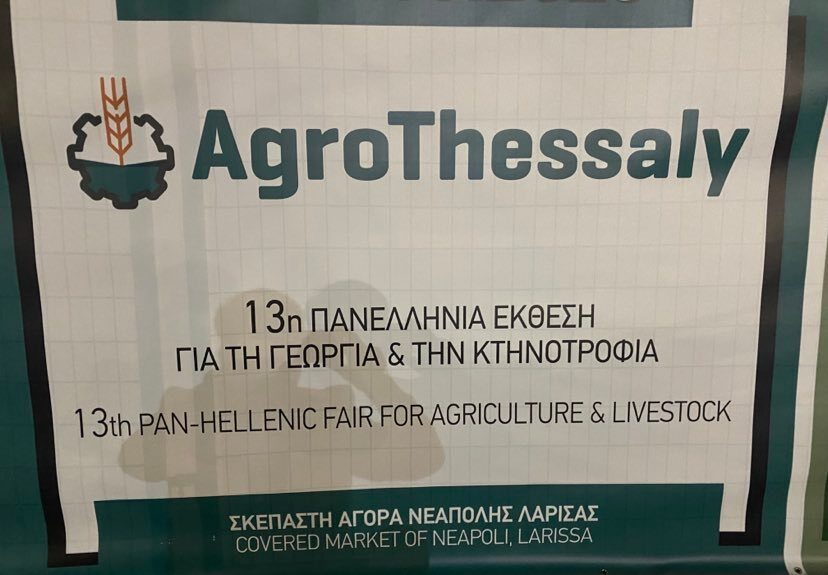 AgroThessaly
13η ΠΑΝΕΛΛΗΝΙΑ ΕΚΘΕΣΗ
ΓΙΑ ΤΗ ΓΕΩΡΓΙΑ & ΤΗΝ ΚΤΗΝΟΤΡΟΦΙΑ
13th PAN-HELLENIC FAIR FOR AGRICULTURE & LIVESTOCK
ΣΚΕΠΑΣΤΗ ΑΓΟΡΑ ΝΕΑΠΟΛΗΣ ΛΑΡΙΣΑΣ
COVERED MARKET OF NEAPOLI, LARISSA